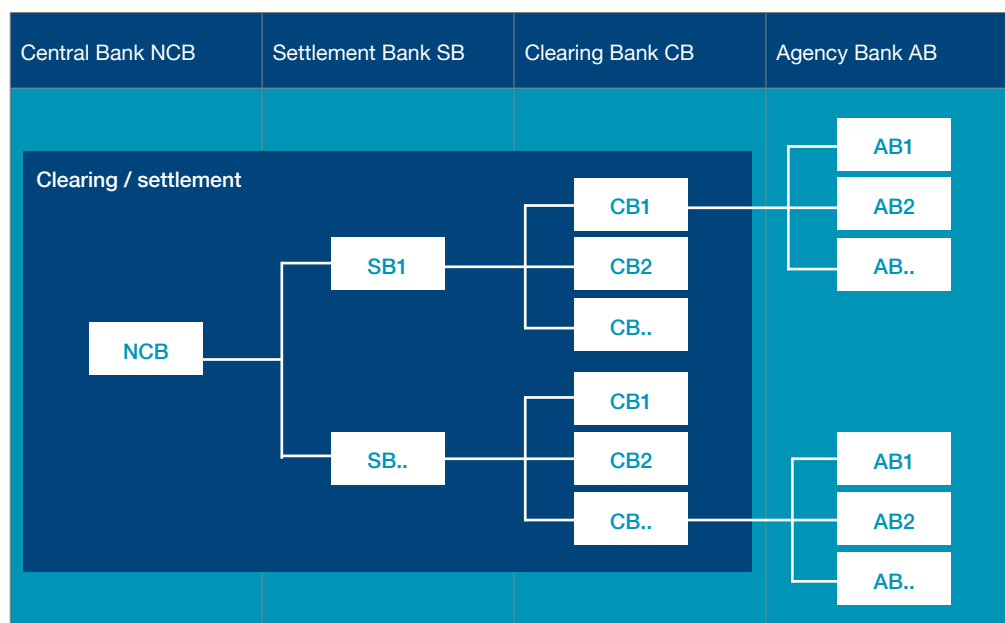 Central Bank NCB
Settlement Bank SB
Clearing Bank CB
Agency Bank AB
Clearing / settlement
NCB
SB1
SB..
CB1
CB2
CB..
CB1
CB2
CB..
AB1
AB2
AB..
AB1
AB2
AB..